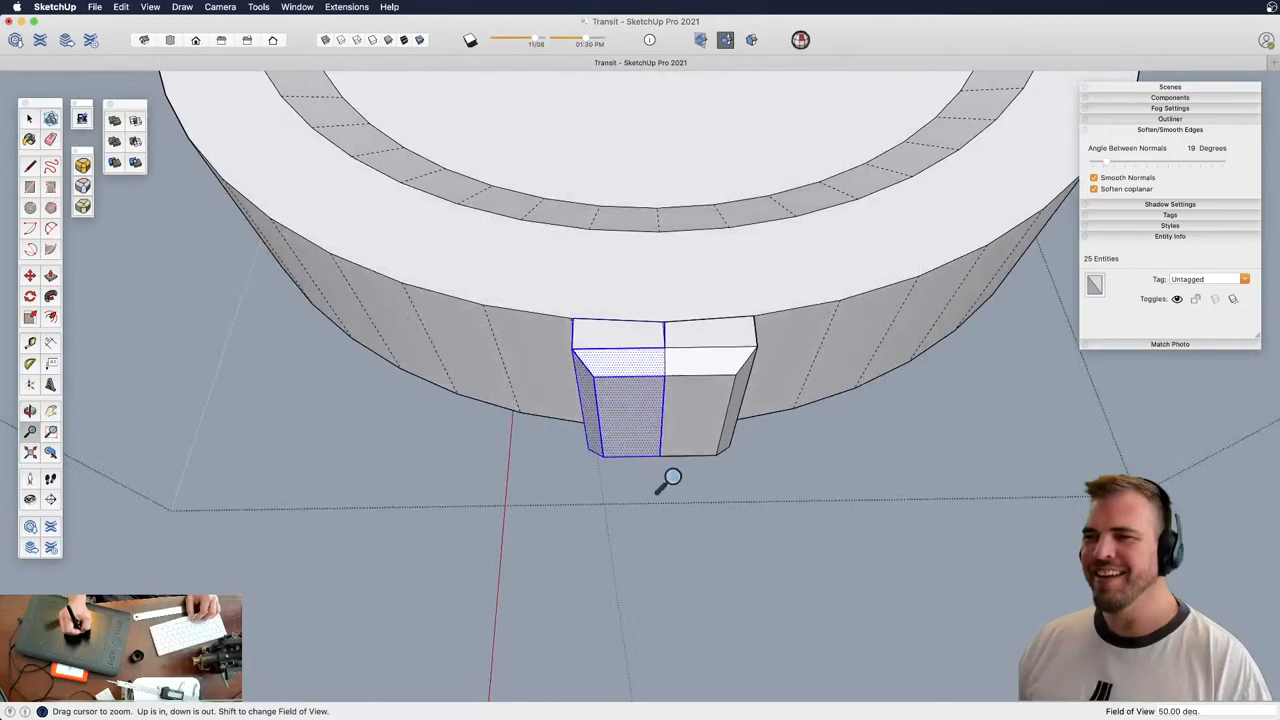 SketchUp File Edit View Draw Camera Tools Window Extensions Help
Transit - SketchUp Pro 2021
11/08
01:30 PM
Transit - SketchUp Pro 2021
Scenes
Components
Fog Settings
Outliner
Soften/Smooth Edges
Angle Between Normals 19 Degrees
Smooth Normals
Soften coplanar
Shadow Settings
Tags
Styles
Entity Info
25 Entities
Tag: Untagged
Toggles:
Match Photo
Drag cursor to zoom. Up is in, down is out. Shift to change Field of View.
Field of View 50.00 deg.